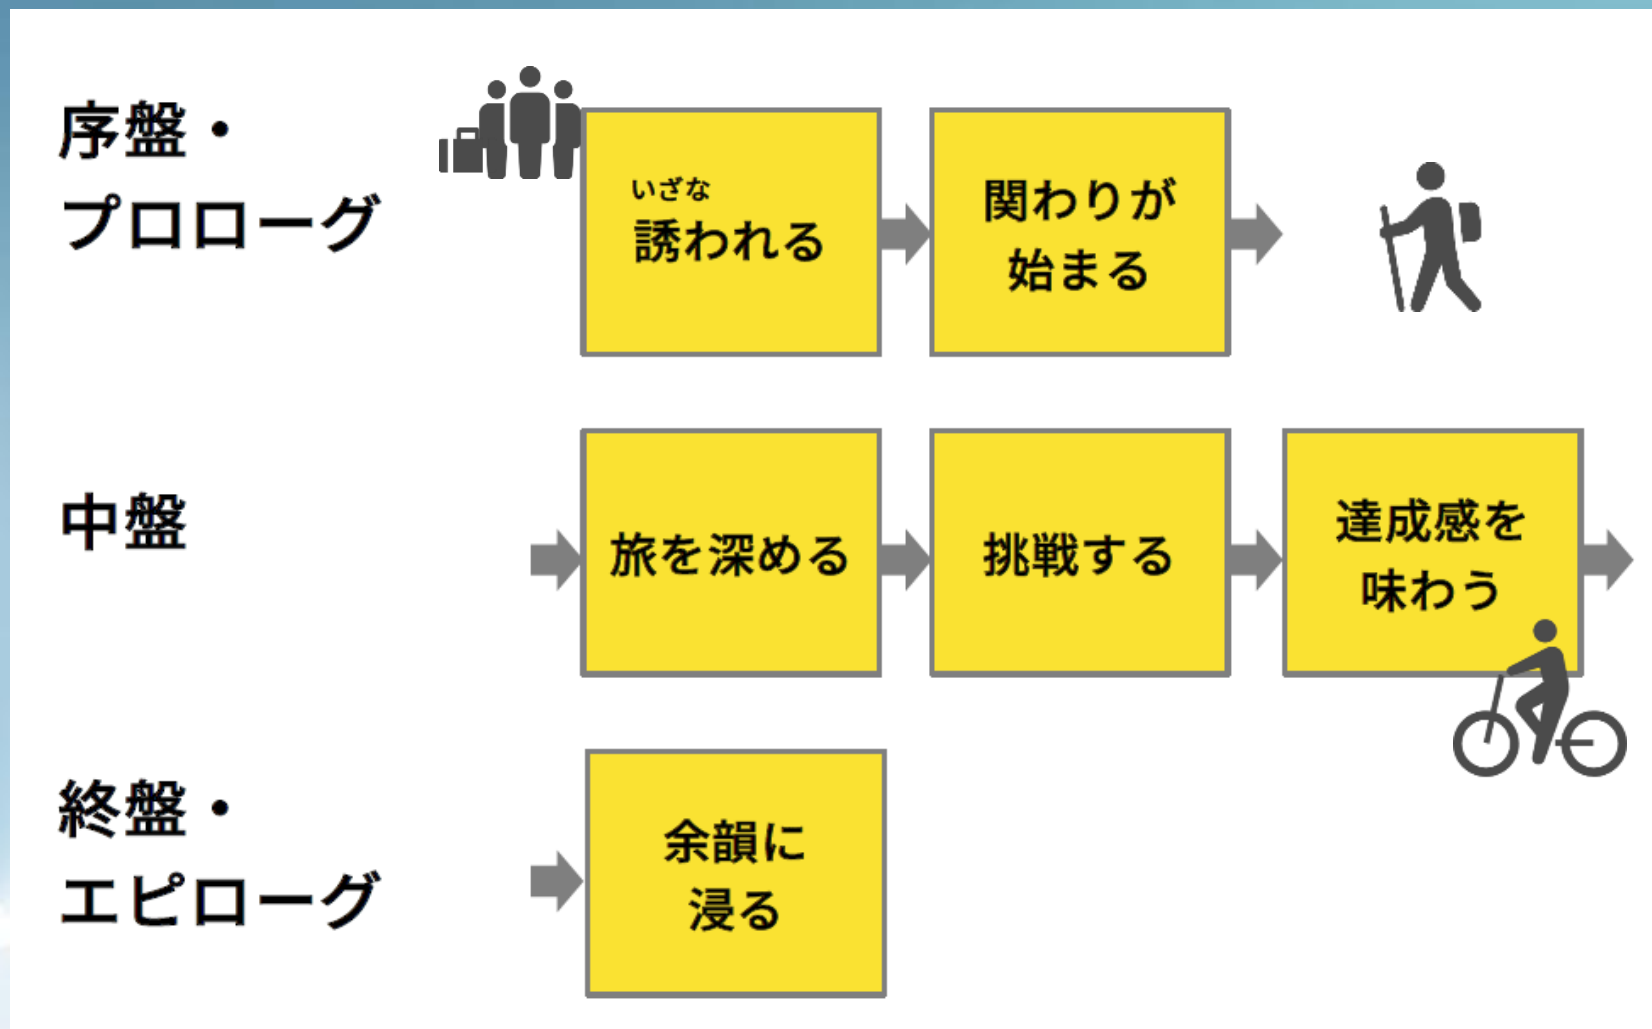 序盤・
プロローグ
いざな
誘われる
関わりが
始まる
中盤
旅を深める
挑戦する
達成感を
味わう
終盤・
エピローグ
余韻に
浸る